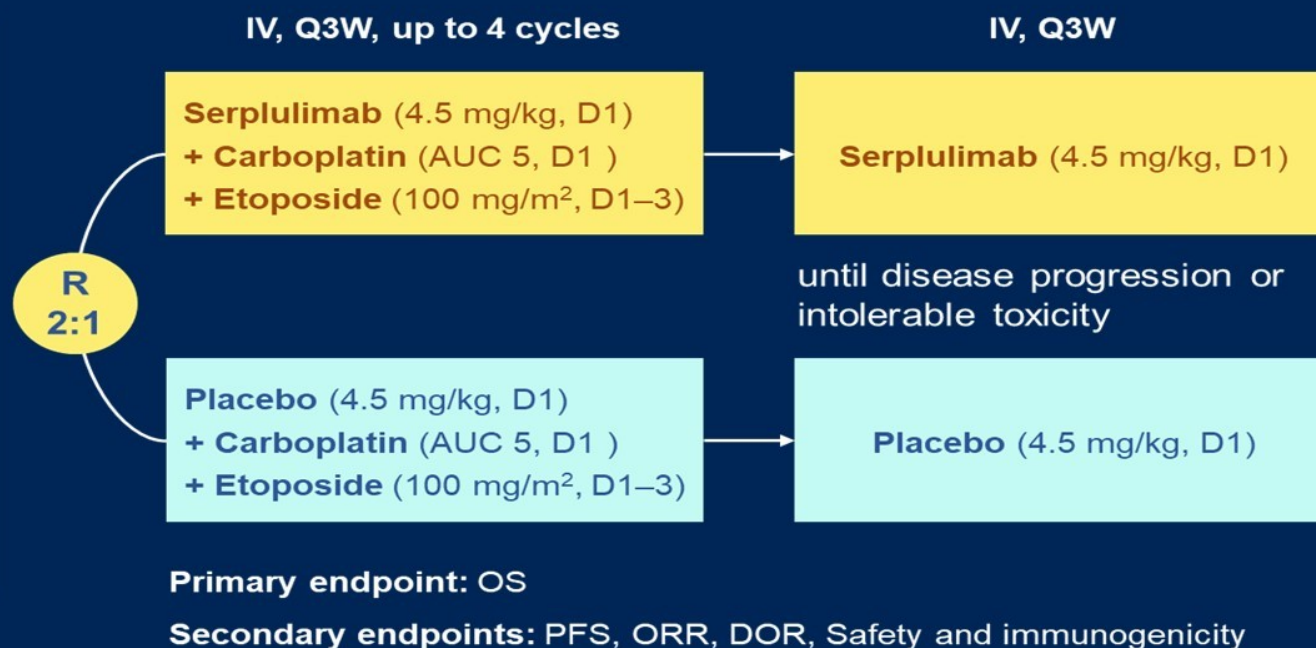 IV, Q3W, up to 4 cycles
IV, Q3W
Serplulimab (4.5 mg/kg, D1)
+ Carboplatin (AUC 5, D1 )
+ Etoposide (100 mg/m², D1–3)
Serplulimab (4.5 mg/kg, D1)
R
2:1
until disease progression or
intolerable toxicity
Placebo (4.5 mg/kg, D1)
+ Carboplatin (AUC 5, D1 )
+ Etoposide (100 mg/m², D1–3)
Placebo (4.5 mg/kg, D1)
Primary endpoint: OS
Secondary endpoints: PFS, ORR, DOR, Safety and immunogenicity